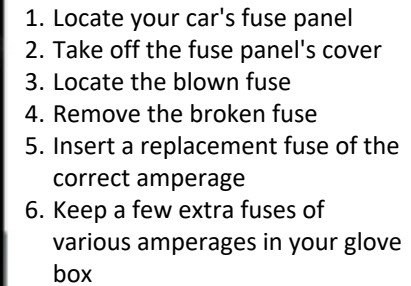 1. Locate your car's fuse panel
2. Take off the fuse panel's cover
3. Locate the blown fuse
4. Remove the broken fuse
5. Insert a replacement fuse of the
correct amperage
6. Keep a few extra fuses of
various amperages in your glove
box